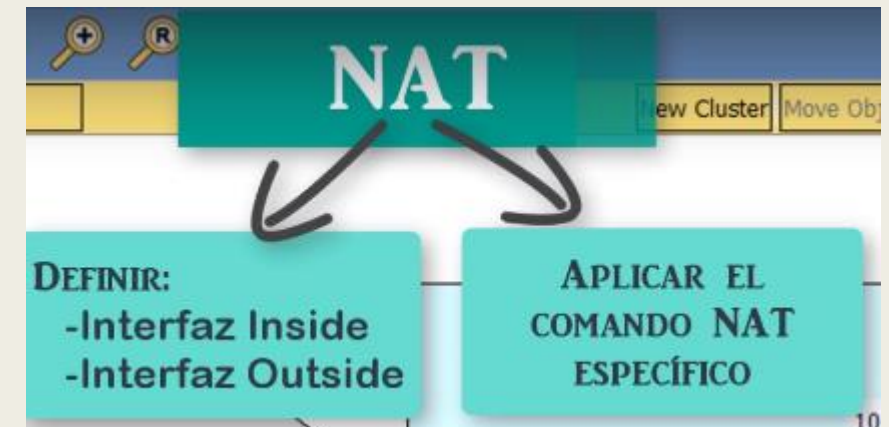 R
NAT
New Cluster
Move Obj
DEFINIR:
-Interfaz Inside
-Interfaz Outside
APLICAR EL
COMANDO NAT
ESPECÍFICO
10